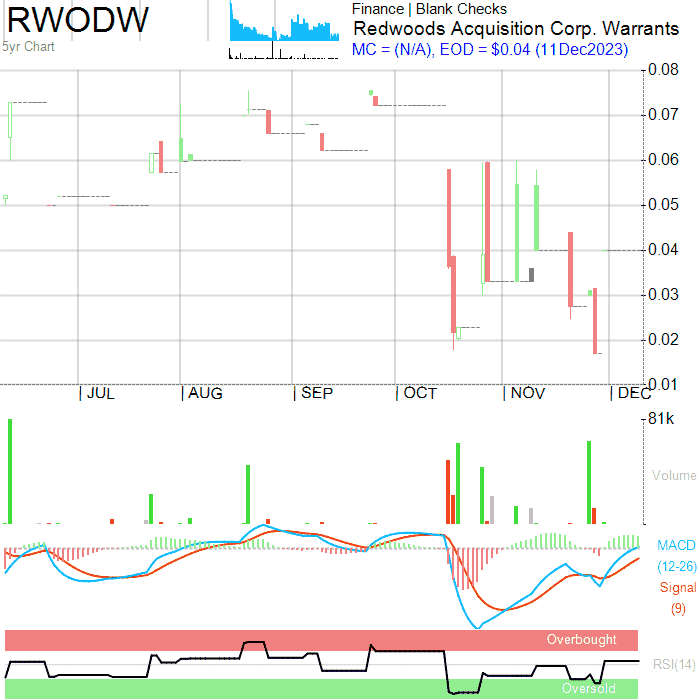 RWODW
5yr Chart
Finance | Blank Checks
Redwoods Acquisition Corp. Warrants
MC = (N/A), EOD = $0.04 (11Dec2023)
0.08
0.07
0.06
0.05
0.04
0.03
0.02
0.01
JUL AUG SEP OCT NOV DEC
81k
Volume
MACD
(12-26)
Signal
(9)
Overbought
RSI(14)
Oversold